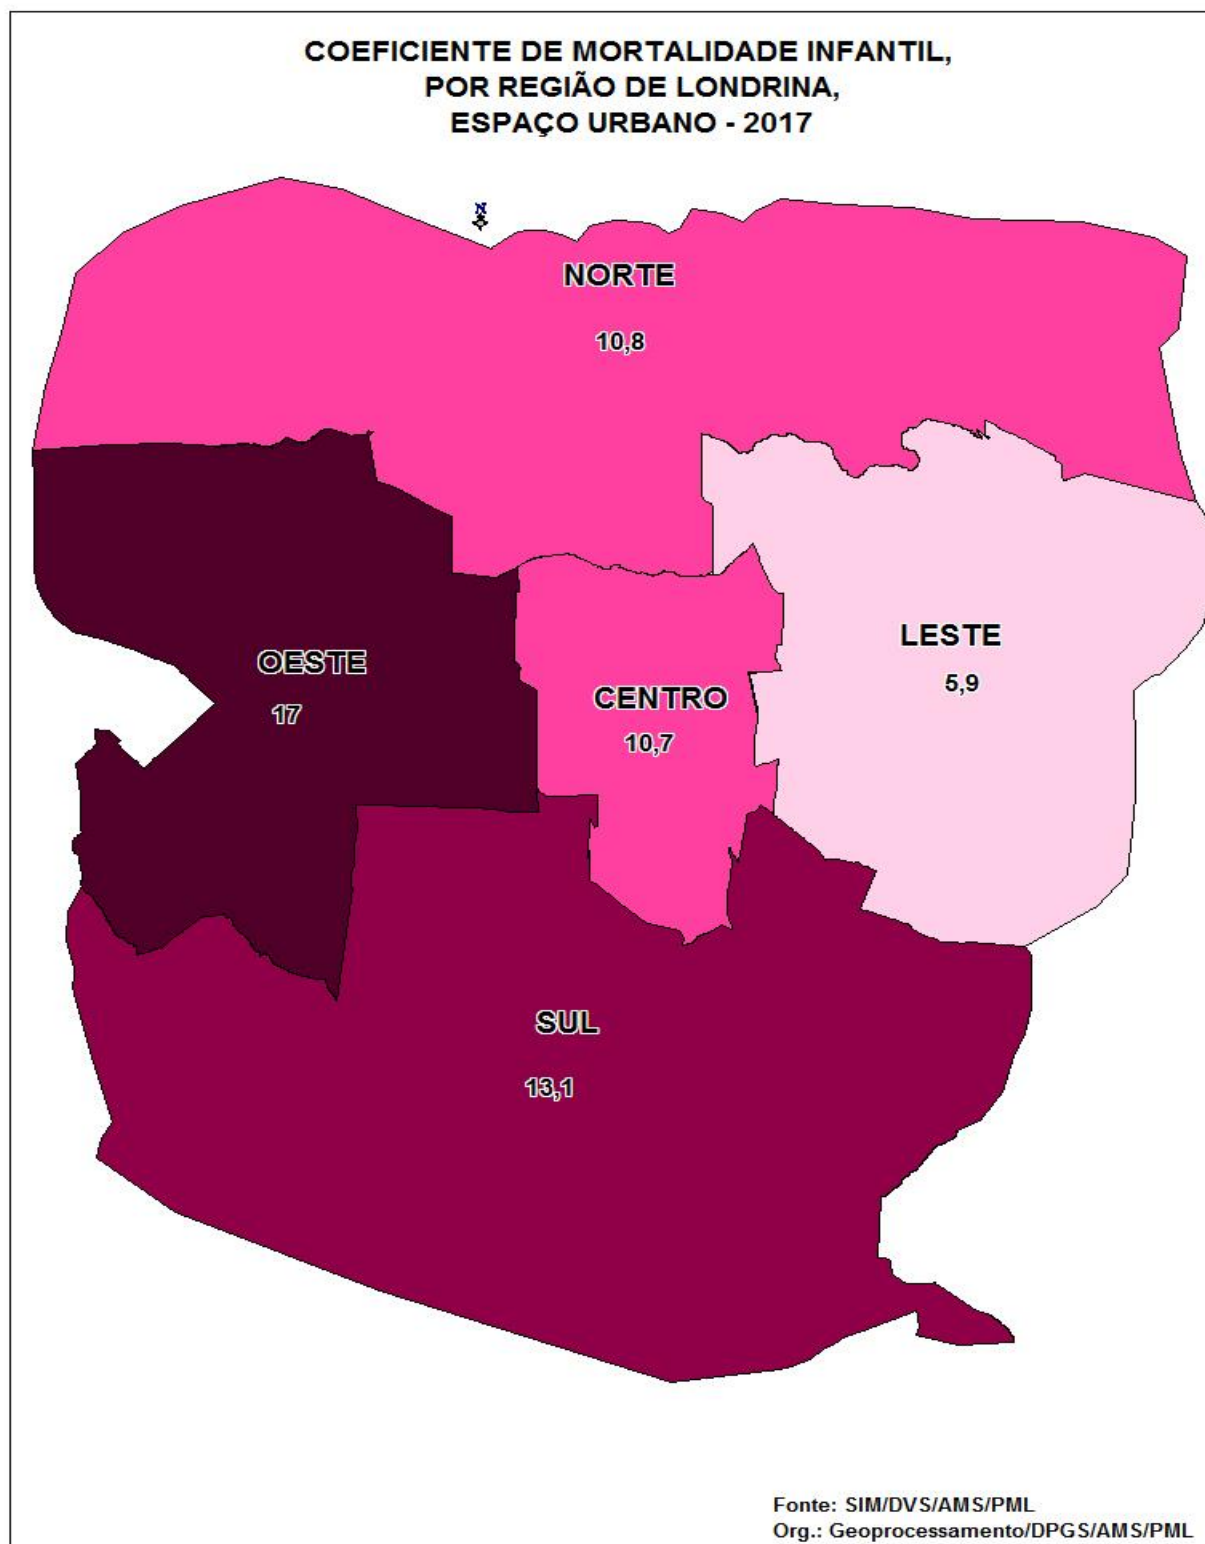 COEFICIENTE DE MORTALIDADE INFANTIL,
POR REGIÃO DE LONDRINA,
ESPAÇO URBANO - 2017
N
NORTE
10,8
OESTE
17
CENTRO
10,7
LESTE
5,9
SUL
13,1
Fonte: SIM/DVS/AMS/PML
Org.: Geoprocessamento/DPGS/AMS/PML